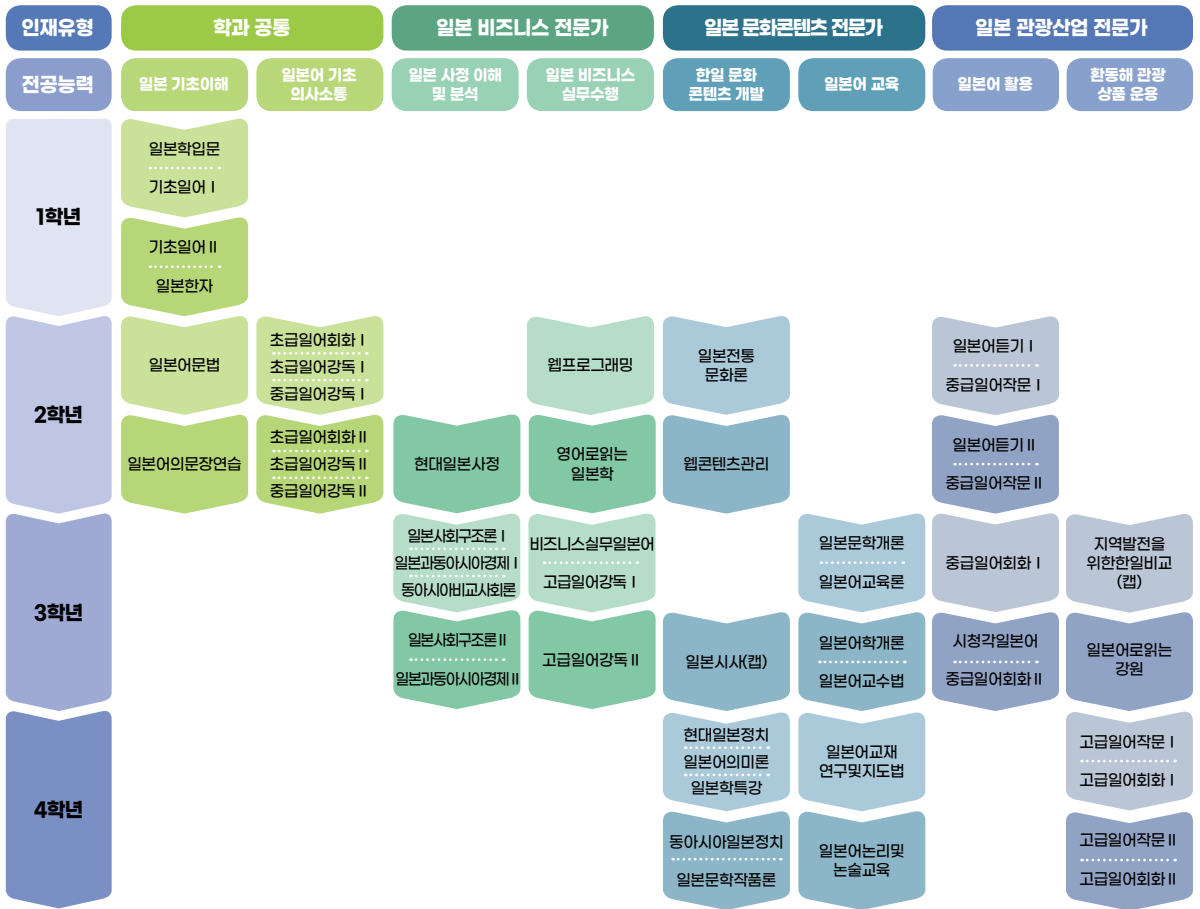 인재유형
학과 공통
일본 비즈니스 전문가
일본 문화콘텐츠 전문가
일본 관광산업 전문가
전공능력
일본 기초이해
일본어 기초
의사소통
일본 사정 이해
및 분석
일본 비즈니스
실무수행
한일 문화
콘텐츠 개발
일본어 교육
일본어 활용
환동해 관광
상품 운용
1학년
일본학입문
기초일어 I
기초일어 II
일본한자
2학년
일본어문법
초급일어회화 I
초급일어강독 I
중급일어강독 I
웹프로그래밍
일본전통
문화론
일본어듣기 I
중급일어작문 I
일본어의문장연습
초급일어회화 II
초급일어강독 II
중급일어강독 II
현대일본사정
영어로읽는
일본학
웹콘텐츠관리
일본어듣기 II
중급일어작문 II
3학년
일본사회구조론 I
일본과동아시아경제 I
동아시아비교사회론
비즈니스실무일본어
고급일어강독 I
일본문학개론
일본어교육론
중급일어회화 I
지역발전을
위한한일비교
(캡)
일본사회구조론 II
일본과동아시아경제 II
고급일어강독 II
일본시사(캡)
일본어학개론
일본어교수법
시청각일본어
중급일어회화 II
일본어로읽는
강원
4학년
현대일본정치
일본어의미론
일본학특강
일본어교재
연구및지도법
고급일어작문 I
고급일어회화 I
동아시아일본정치
일본문학작품론
일본어논리및
논술교육
고급일어작문 II
고급일어회화 II